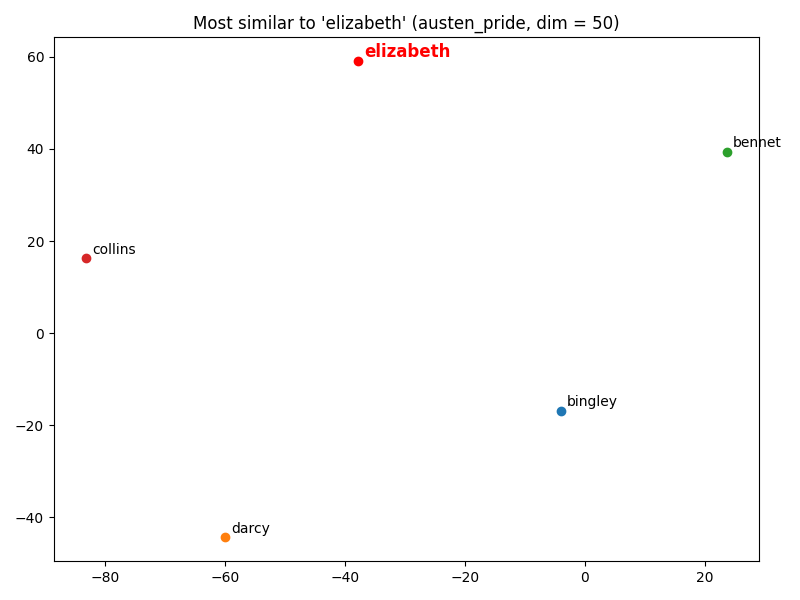 Most similar to 'elizabeth' (austen_pride, dim = 50)
60
elizabeth
bennet
40
20
collins
0
bingley
−20
−40
darcy
−80 −60 −40 −20 0 20